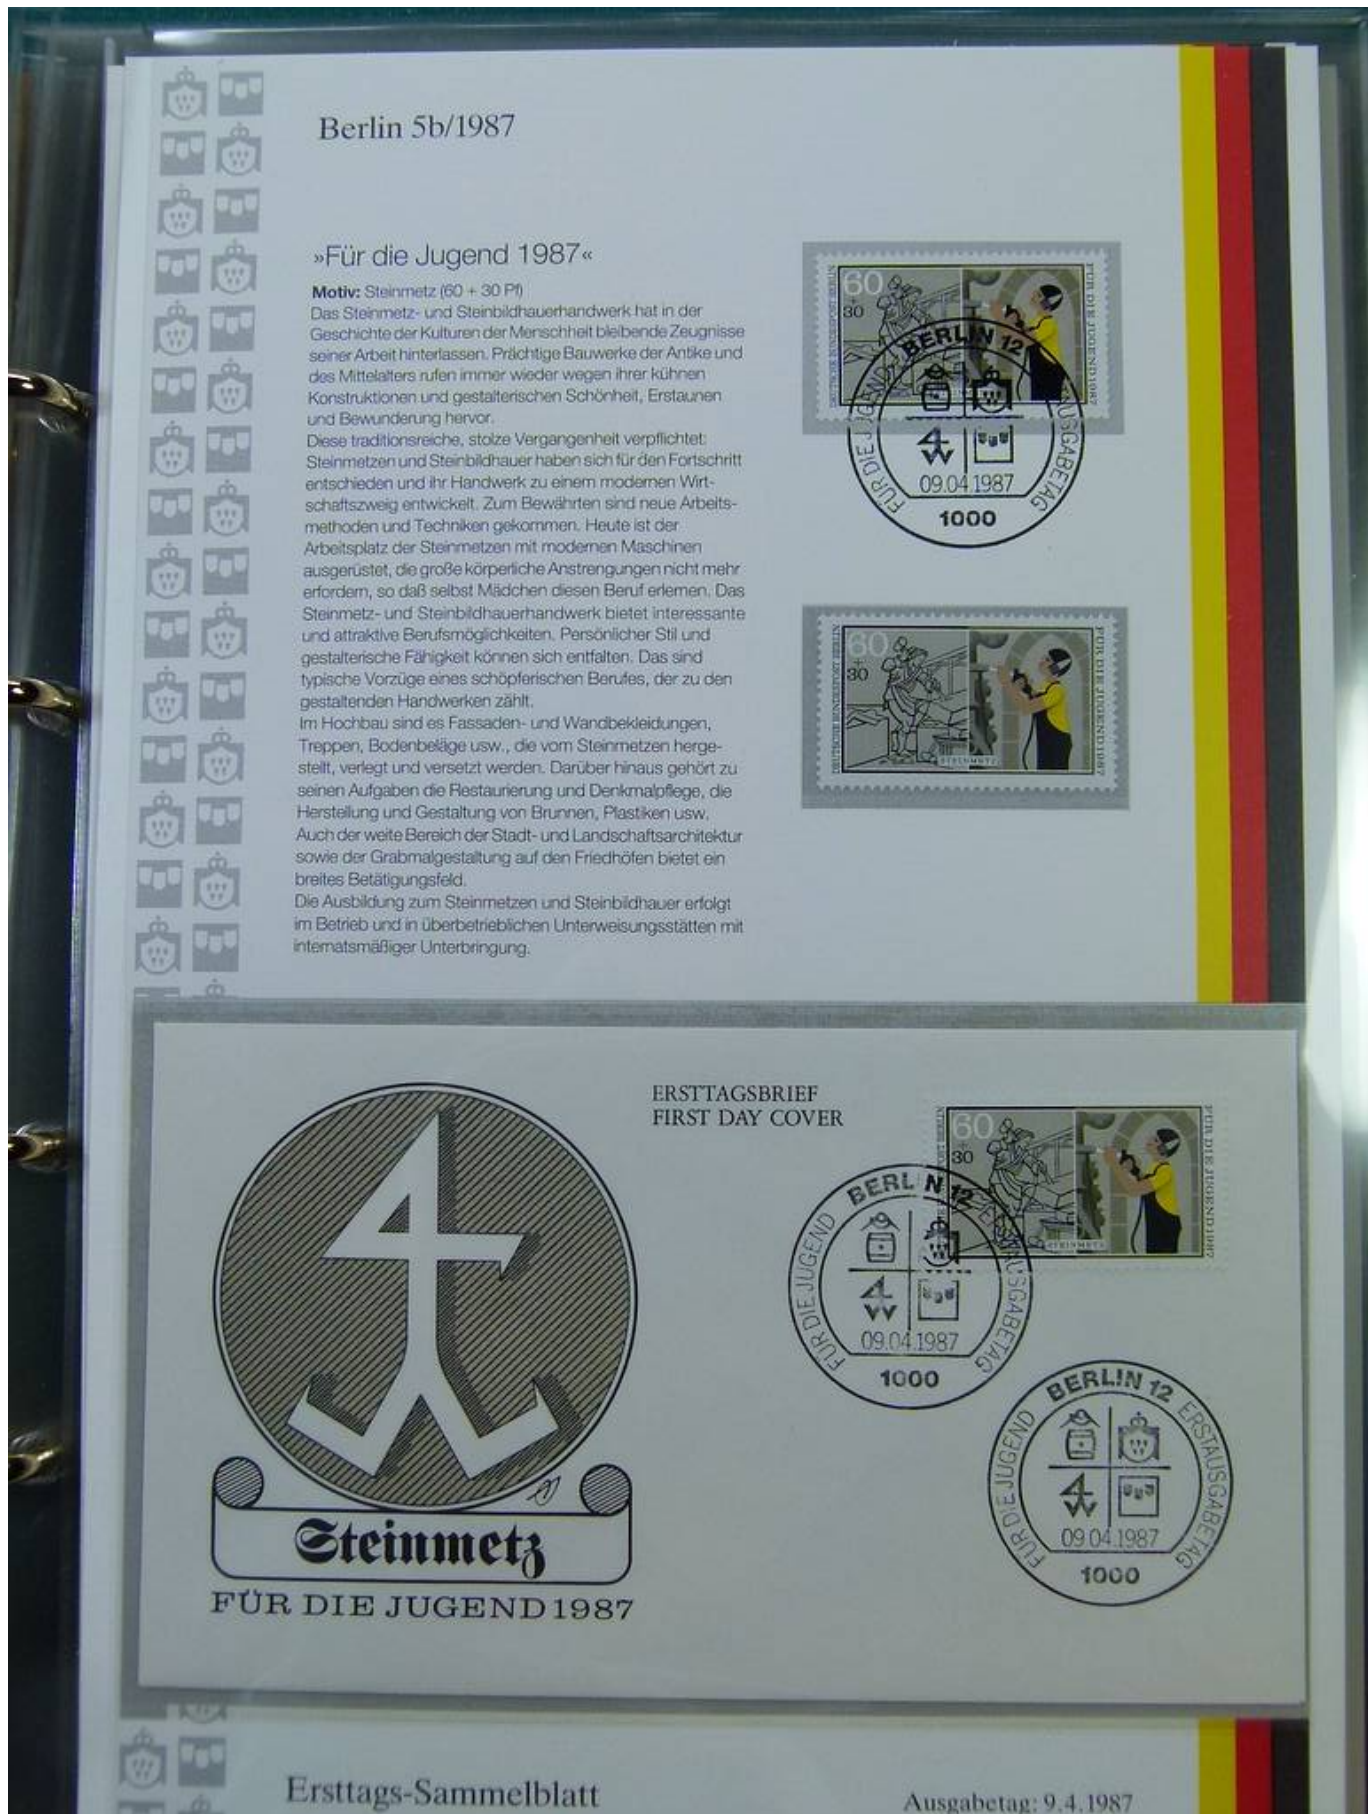 Berlin 5b/1987
»Für die Jugend 1987«
Motiv: Steinmetz (60 + 30 Pf)
Das Steinmetz- und Steinbildhauerhandwerk hat in der
Geschichte der Kulturen der Menschheit bleibende Zeugnisse
seiner Arbeit hinterlassen. Prächtige Bauwerke der Antike und
des Mittelalters rufen immer wieder wegen ihrer kühnen
Konstruktionen und gestalterischen Schönheit, Erstaunen
und Bewunderung hervor.
Diese traditionsreiche, stolze Vergangenheit verpflichtet:
Steinmetzen und Steinbildhauer haben sich für den Fortschritt
entschieden und ihr Handwerk zu einem modernen Wirt-
schaftszweig entwickelt. Zum Bewährten sind neue Arbeits-
methoden und Techniken gekommen. Heute ist der
Arbeitsplatz der Steinmetzen mit modernen Maschinen
ausgerüstet, die große körperliche Anstrengungen nicht mehr
erfordern, so daß selbst Mädchen diesen Beruf erlernen. Das
Steinmetz- und Steinbildhauerhandwerk bietet interessante
und attraktive Berufsmöglichkeiten. Persönlicher Stil und
gestalterische Fähigkeit können sich entfalten. Das sind
typische Vorzüge eines schöpferischen Berufes, der zu den
gestaltenden Handwerken zählt.
Im Hochbau sind es Fassaden- und Wandbekleidungen,
Treppen, Bodenbeläge usw., die vom Steinmetzen herge-
stellt, verlegt und versetzt werden. Darüber hinaus gehört zu
seinen Aufgaben die Restaurierung und Denkmalpflege, die
Herstellung und Gestaltung von Brunnen, Plastiken usw.
Auch der weite Bereich der Stadt- und Landschaftsarchitektur
sowie der Grabmalgestaltung auf den Friedhöfen bietet ein
breites Betätigungsfeld.
Die Ausbildung zum Steinmetzen und Steinbildhauer erfolgt
im Betrieb und in überbetrieblichen Unterweisungsstätten mit
internatsmäßiger Unterbringung.
60
+
30
DEUTSCHE BUNDESPOST BERLIN
FÜR DIE JUGEND 1987
BERLIN 12
FÜR DIE JUGEND
AUSGABETAG
09.04.1987
1000
60
+
30
DEUTSCHE BUNDESPOST BERLIN
FÜR DIE JUGEND 1987
STEINMETZ
ERSTTAGSBRIEF
FIRST DAY COVER
60
+
30
POST BERLIN
FÜR DIE JUGEND 1987
STEINMETZ
BERLIN 12
FÜR DIE JUGEND
AUSGABETAG
09.04.1987
1000
BERLIN 12
FÜR DIE JUGEND
ERSTAUSGABETAG
09.04.1987
1000
Steinmetz
FÜR DIE JUGEND 1987
Ersttags-Sammelblatt
Ausgabetag: 9.4.1987